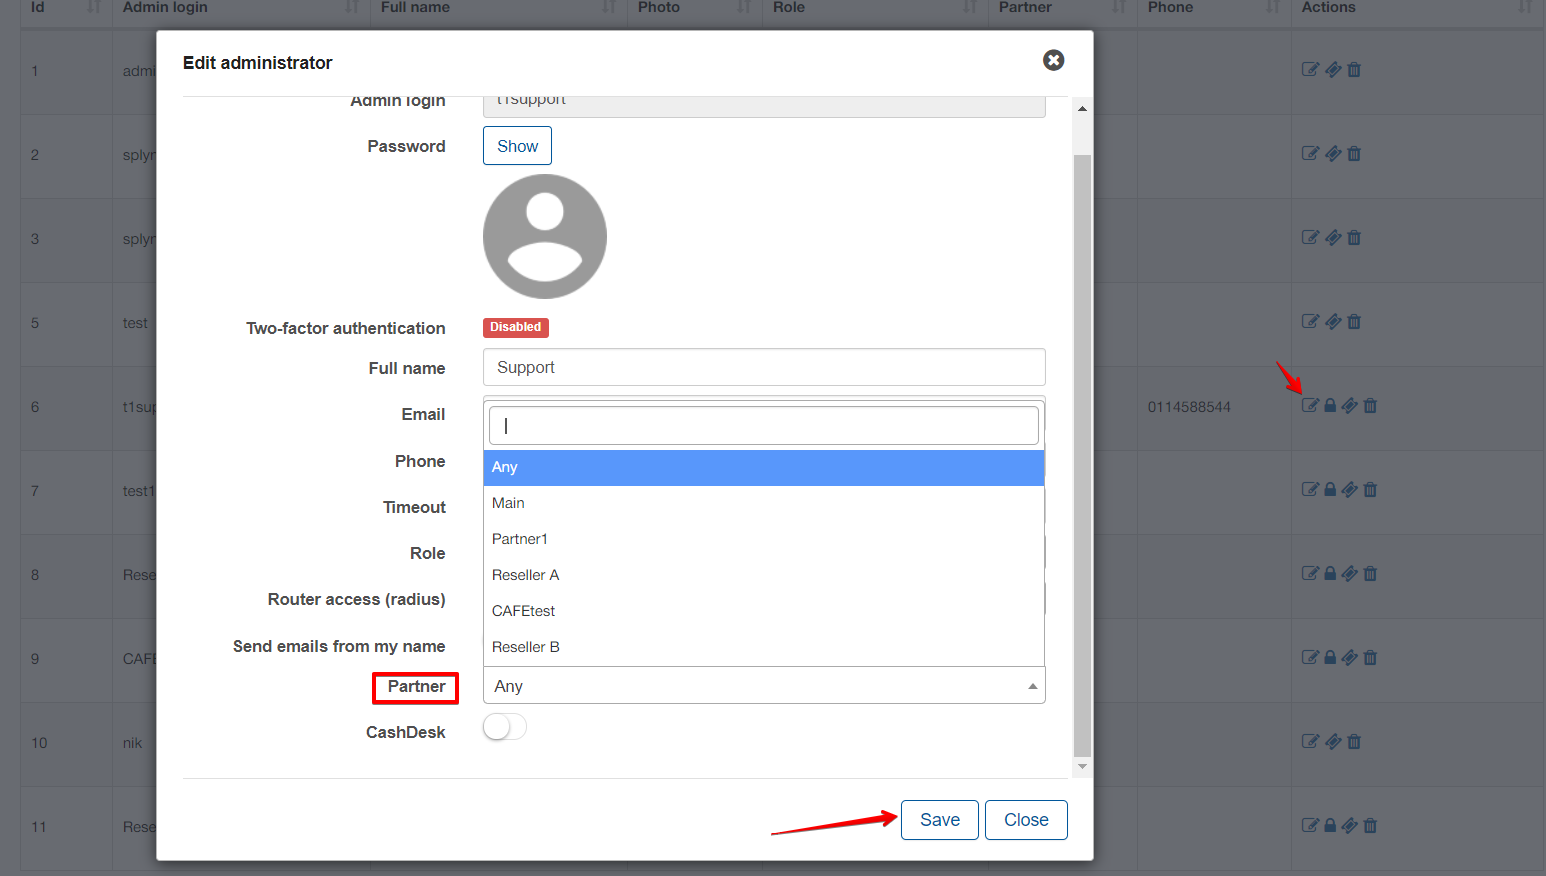 Id Admin login Full name Photo Role Partner Phone Actions
Edit administrator
1 admi
Admin login t1support
Password Show
2 splyn
3 splyn
5 test
Two-factor authentication Disabled
Full name Support
6 t1sup 0114588544
Email
Phone
Any
7 test1
Timeout
Main
Role
Partner1
8 Rese
Router access (radius)
Reseller A
CAFEtest
Send emails from my name
Reseller B
9 CAFE
Partner Any
CashDesk
10 nik
Save Close
11 Rese